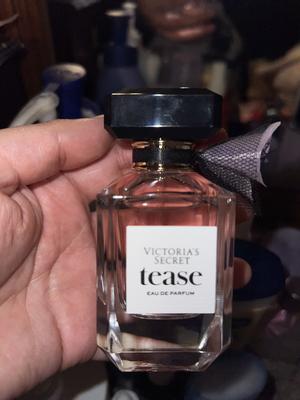 VICTORIA'S
SECRET
tease
EAU DE PARFUM